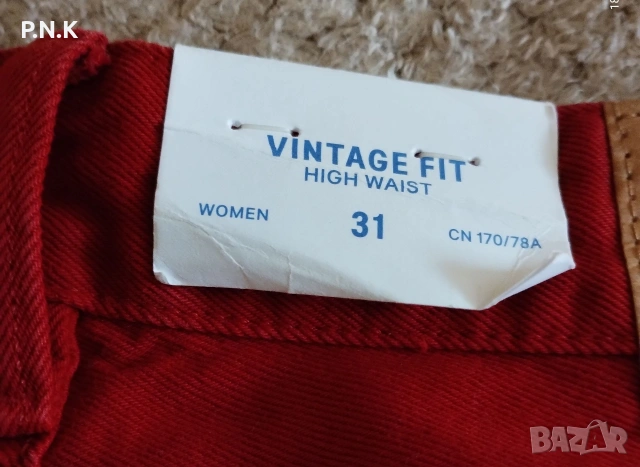 P.N.K
VINTAGE FIT
HIGH WAIST
WOMEN 31 CN 170/78A
BAZAR